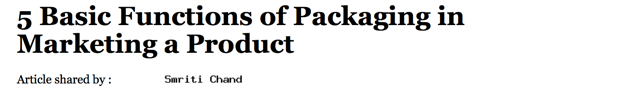 5 Basic Functions of Packaging in
Marketing a Product
Article shared by : Smriti Chand